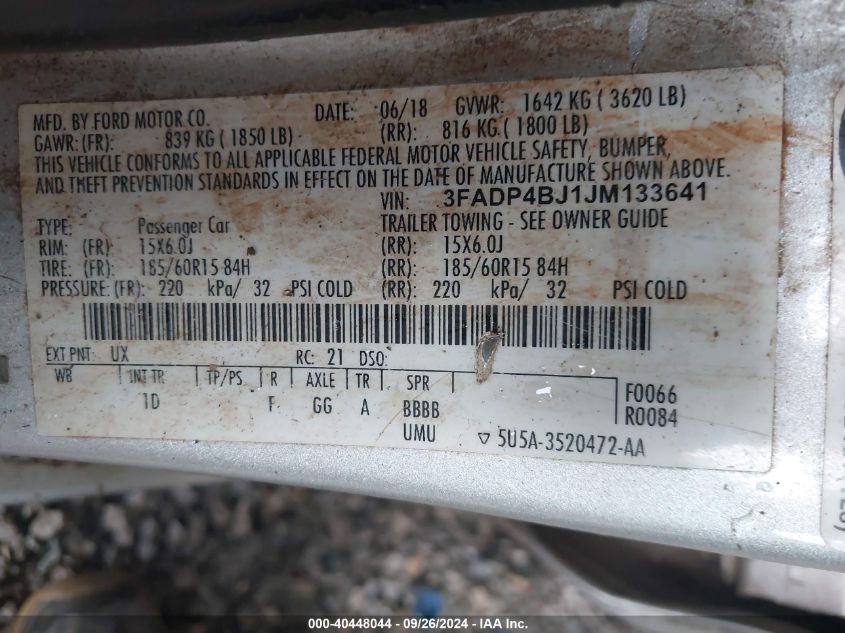 MFD. BY FORD MOTOR CO. DATE: 06/18 GVWR: 1642 KG ( 3620 LB)
GAWR: (FR): 839 KG ( 1850 LB) (RR): 816 KG ( 1800 LB)
THIS VEHICLE CONFORMS TO ALL APPLICABLE FEDERAL MOTOR VEHICLE SAFETY, BUMPER,
AND THEFT PREVENTION STANDARDS IN EFFECT ON THE DATE OF MANUFACTURE SHOWN ABOVE.
VIN: 3FADP4BJ1JM133641
TYPE: Passenger Car TRAILER TOWING - SEE OWNER GUIDE
RIM: (FR) 15X6.0J (RR): 15X6.0J
TIRE: (FR): 185/60R15 84H (RR): 185/60R15 84H
PRESSURE: (FR): 220 kPa/ 32 PSI COLD (RR): 220 kPa/ 32 PSI COLD
EXT PNT: UX RC: 21 DSO:
WB INT TR TP/PS R AXLE TR SPR F0066
1D F GG A BBBB R0084
UMU ▽ 5U5A-3520472-AA
000-40448044 - 09/26/2024 - IAA Inc.